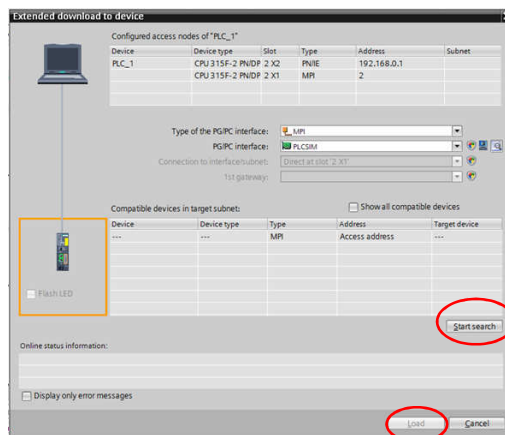 Extended download to device
Configured access nodes of "PLC_1"
Device Device type Slot Type Address Subnet
PLC_1 CPU 315F-2 PN/DP 2 X2 PN/IE 192.168.0.1
CPU 315F-2 PN/DP 2 X1 MPI 2
Type of the PG/PC interface: MPI
PG/PC interface: PLCSIM
Connection to interface/subnet: Direct at slot '2 X1'
1st gateway:
Compatible devices in target subnet: Show all compatible devices
Device Device type Type Address Target device
--- --- MPI Access address ---
Flash LED
Start search
Online status information:
Display only error messages
Load Cancel